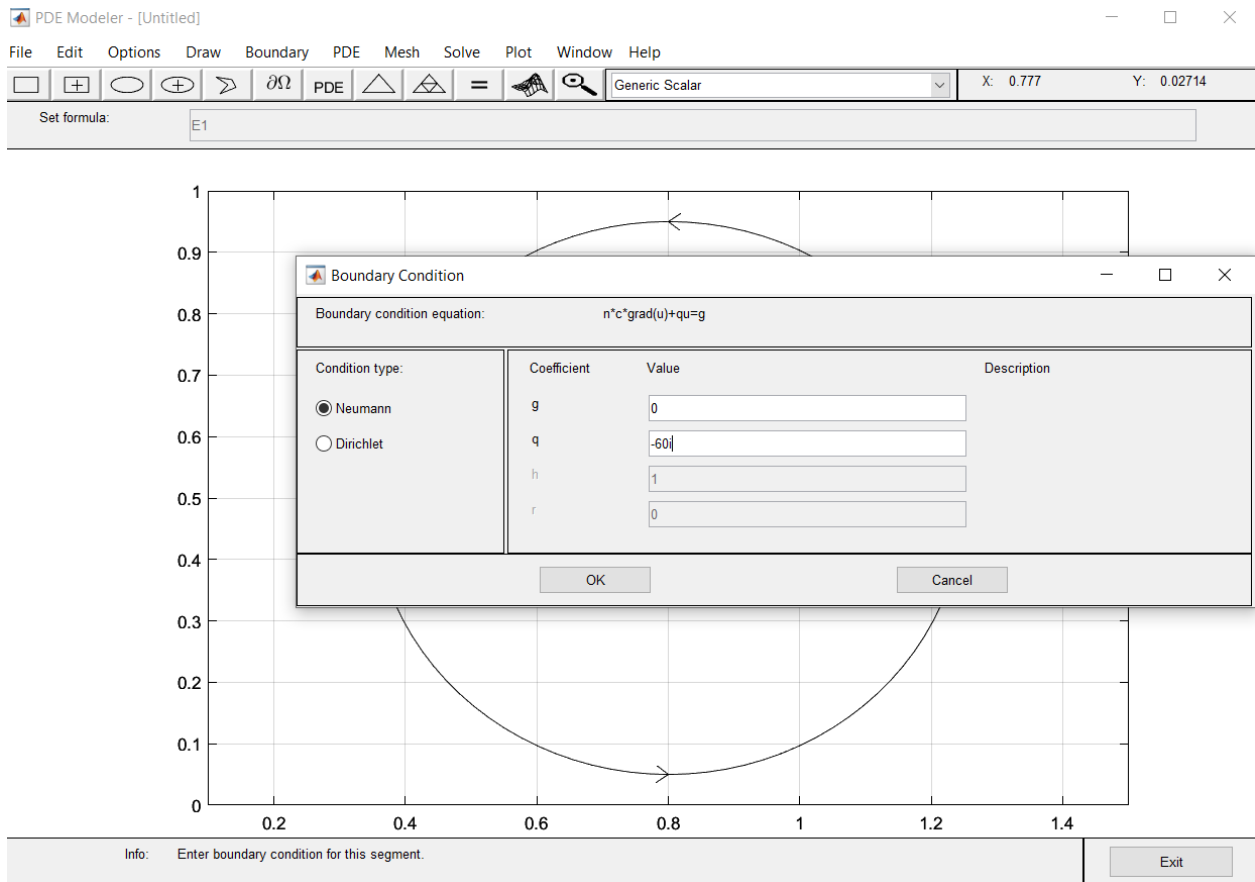 PDE Modeler - [Untitled]
File Edit Options Draw Boundary PDE Mesh Solve Plot Window Help
∂Ω PDE = Generic Scalar X: 0.777 Y: 0.02714
Set formula: E1
1
0.9
Boundary Condition
0.8
Boundary condition equation: n*c*grad(u)+qu=g
0.7
Condition type: Coefficient Value Description
Neumann g 0
0.6
Dirichlet q -60i
h 1
0.5
r 0
0.4
OK Cancel
0.3
0.2
0.1
0
0.2 0.4 0.6 0.8 1 1.2 1.4
Info: Enter boundary condition for this segment. Exit